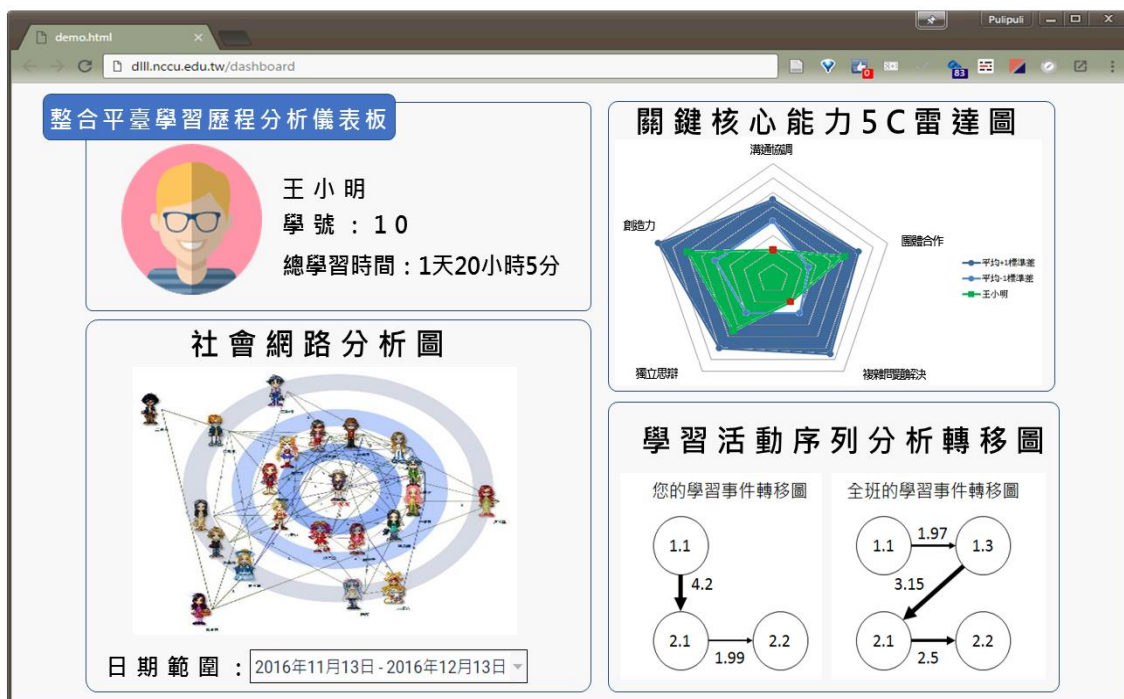 Pulipuli
demo.html
dlll.nccu.edu.tw/dashboard
0
83
整合平臺學習歷程分析儀表板
王小明
學號：10
總學習時間：1天20小時5分
社會網路分析圖
日期範圍：2016年11月13日-2016年12月13日
關鍵核心能力5C雷達圖
溝通協調
創造力
團體合作
平均+1標準差
平均-1標準差
王小明
獨立思辯
複雜問題解決
學習活動序列分析轉移圖
您的學習事件轉移圖
1.1
4.2
2.1
1.99
2.2
全班的學習事件轉移圖
1.1
1.97
1.3
3.15
2.1
2.5
2.2